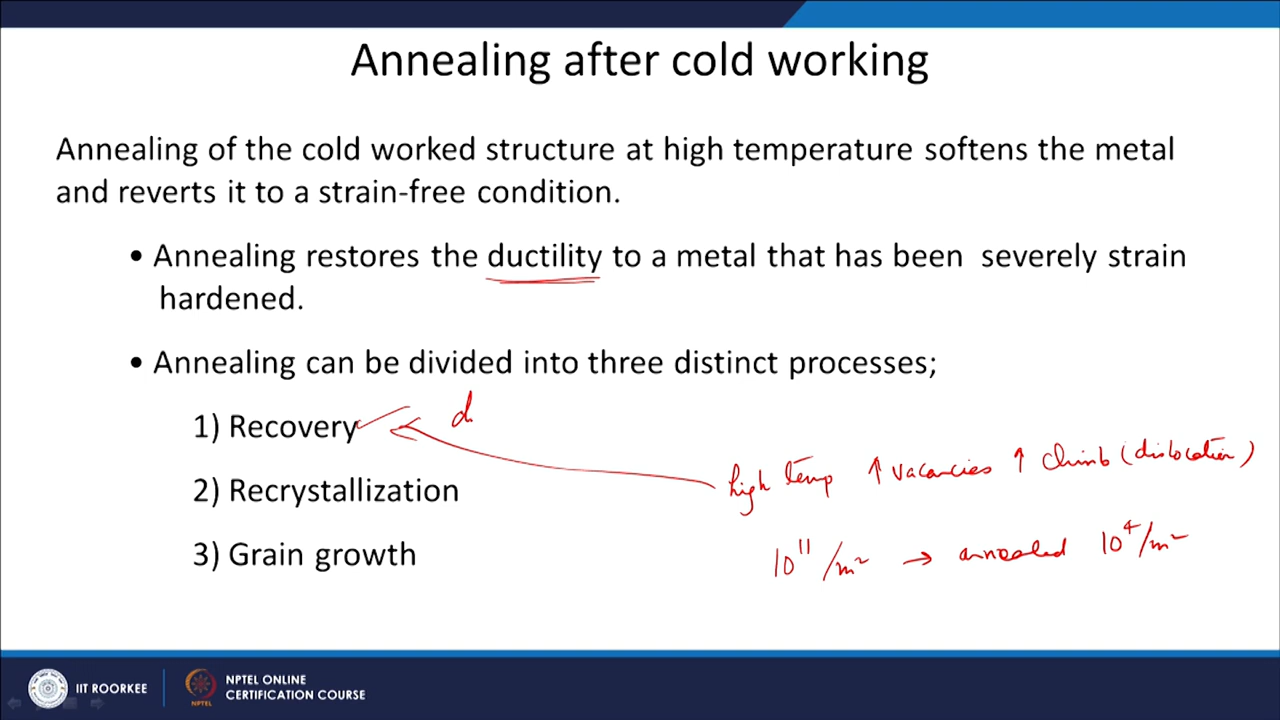 Annealing after cold working
Annealing of the cold worked structure at high temperature softens the metal
and reverts it to a strain-free condition.
• Annealing restores the ductility to a metal that has been severely strain
hardened.
• Annealing can be divided into three distinct processes;
1) Recovery
d
2) Recrystallization
3) Grain growth
high temp ↑ vacancies ↑ climb (dislocation)
10¹¹/m² → annealed 10⁴/m²
IIT ROORKEE
NPTEL ONLINE
CERTIFICATION COURSE
NPTEL